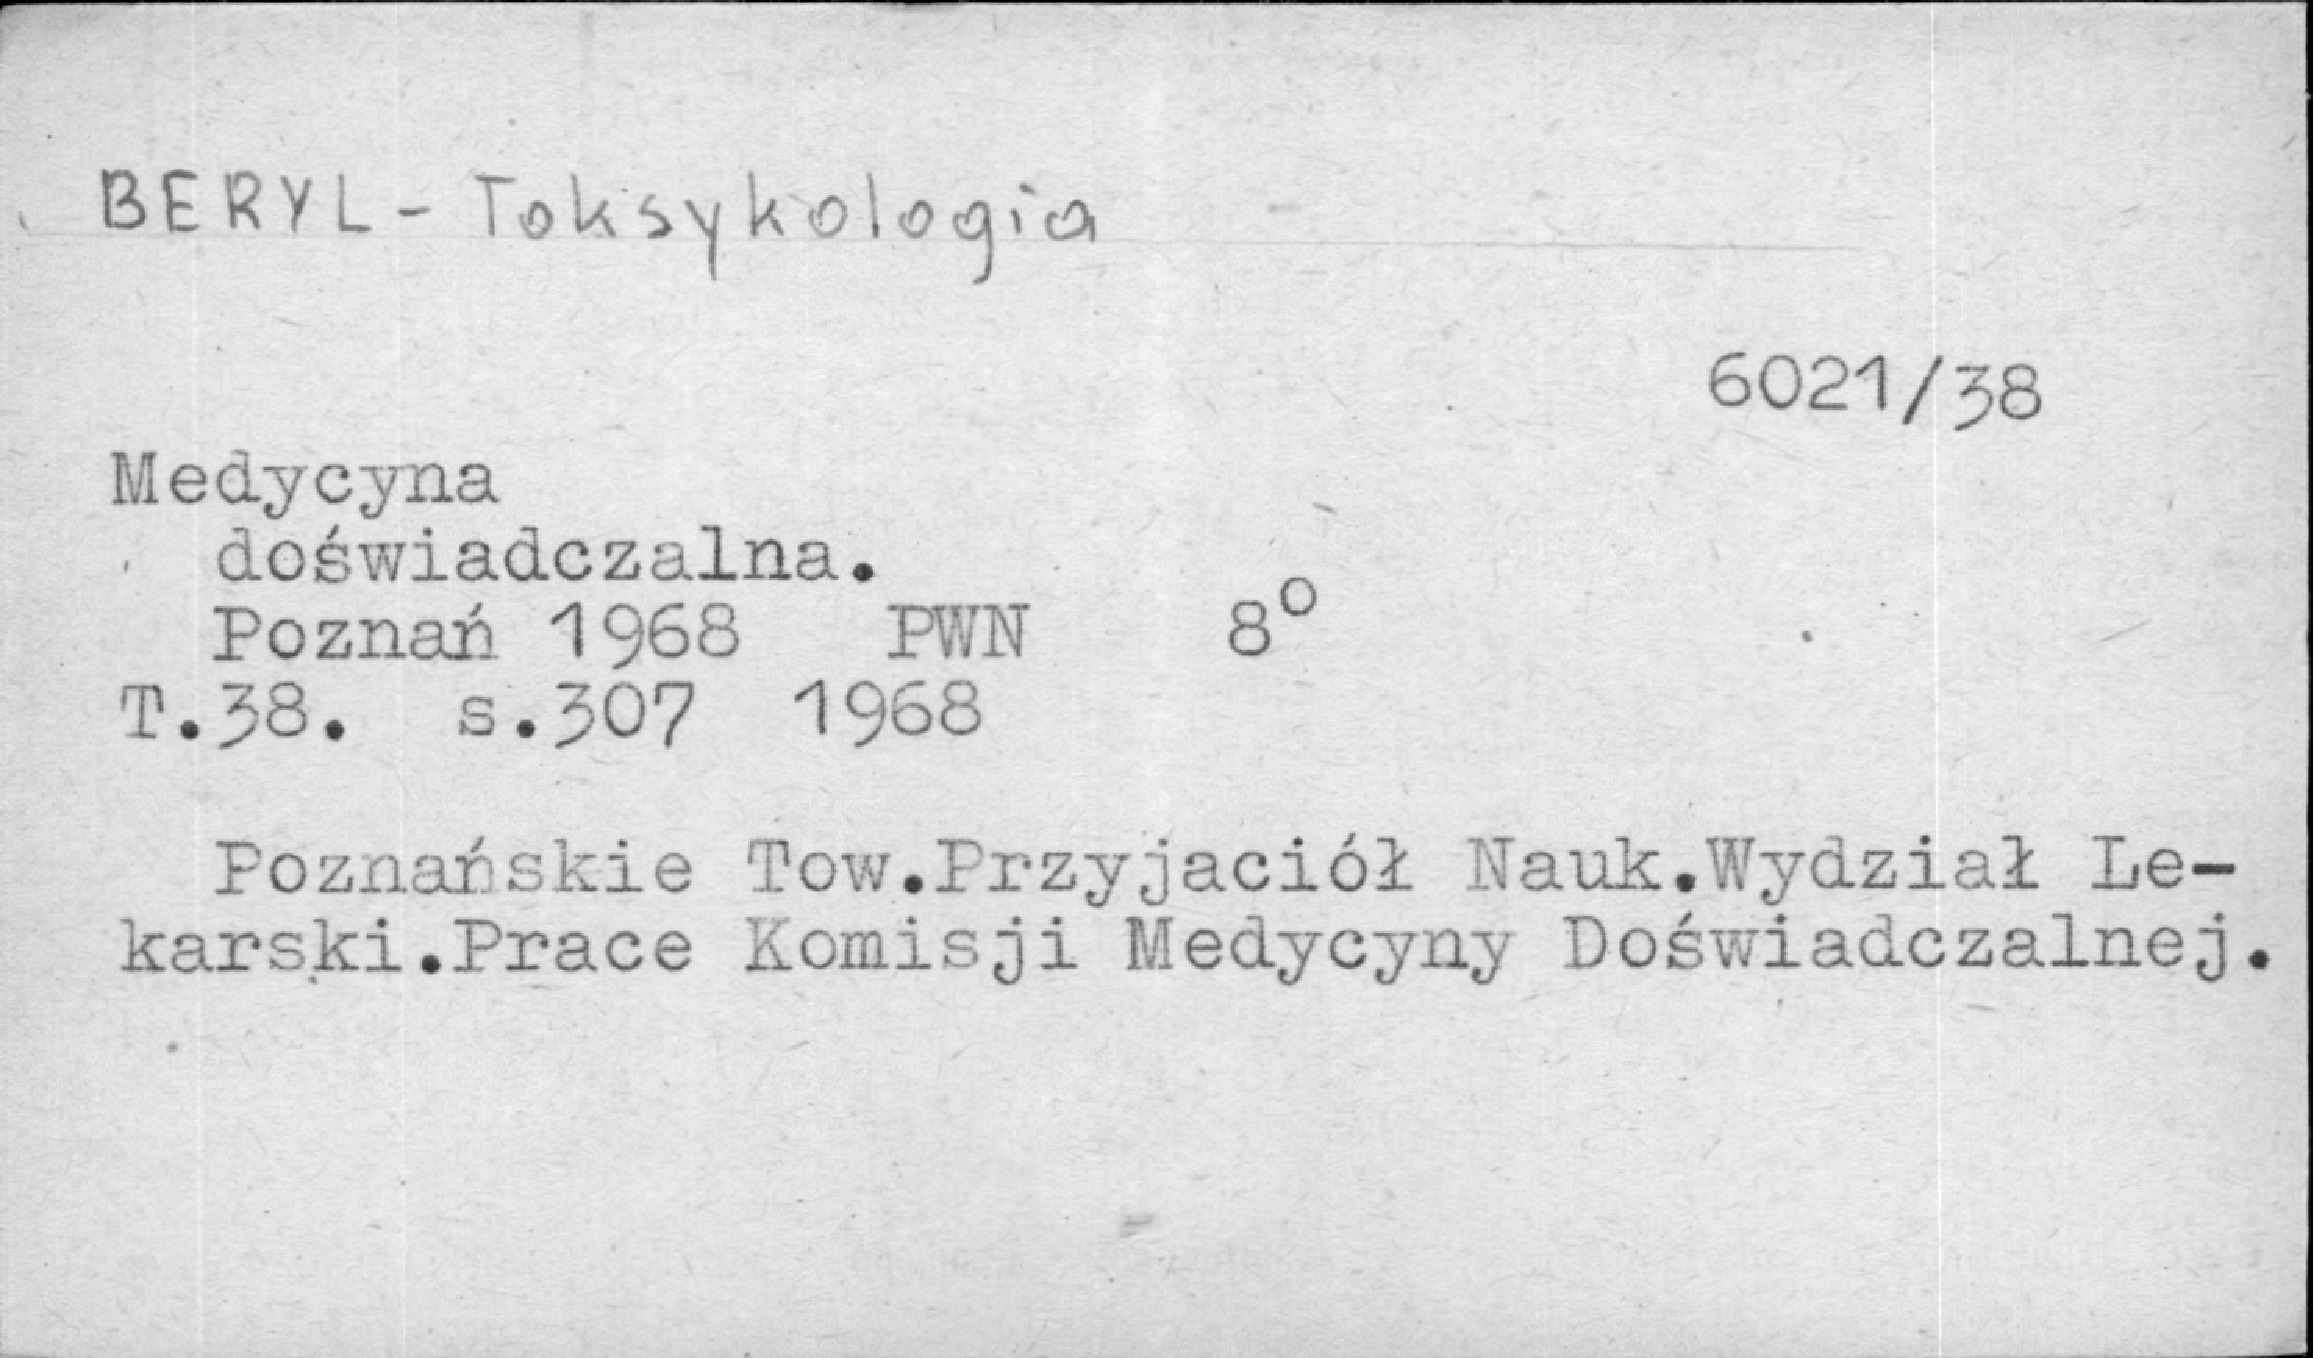 BERYL - Toksykologia
6021/38
Medycyna
doświadczalna.
Poznań 1968 PWN 8º
T.38. s.307 1968
Poznańskie Tow.Przyjaciół Nauk.Wydział Le-
karski.Prace Komisji Medycyny Doświadczalnej.